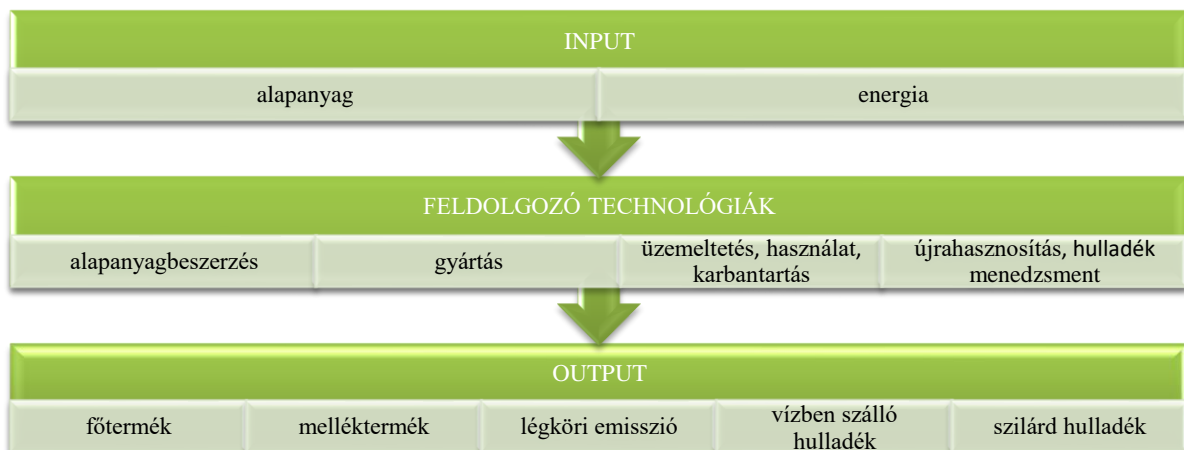 INPUT
alapanyag
energia
FELDOLGOZÓ TECHNOLÓGIÁK
alapanyagbeszerzés
gyártás
üzemeltetés, használat,
karbantartás
újrahasznosítás, hulladék
menedzsment
OUTPUT
főtermék
melléktermék
légköri emisszió
vízben szálló
hulladék
szilárd hulladék